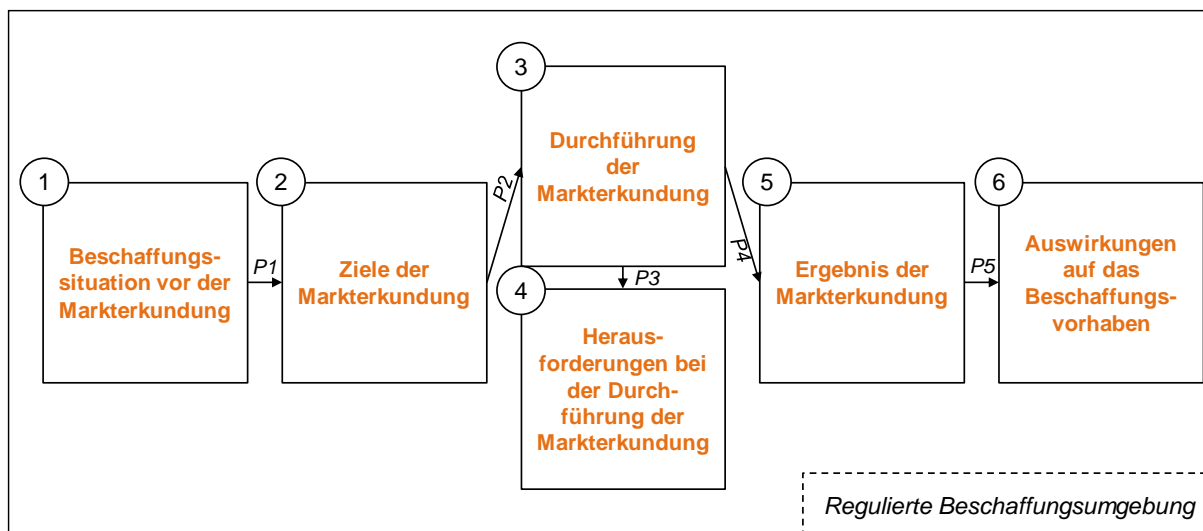 1
Beschaffungs-
situation vor der
Markterkundung
P1
2
Ziele der
Markterkundung
P2
3
Durchführung
der
Markterkundung
P3
4
Heraus-
forderungen bei
der Durch-
führung der
Markterkundung
P4
5
Ergebnis der
Markterkundung
P5
6
Auswirkungen
auf das
Beschaffungs-
vorhaben
Regulierte Beschaffungsumgebung